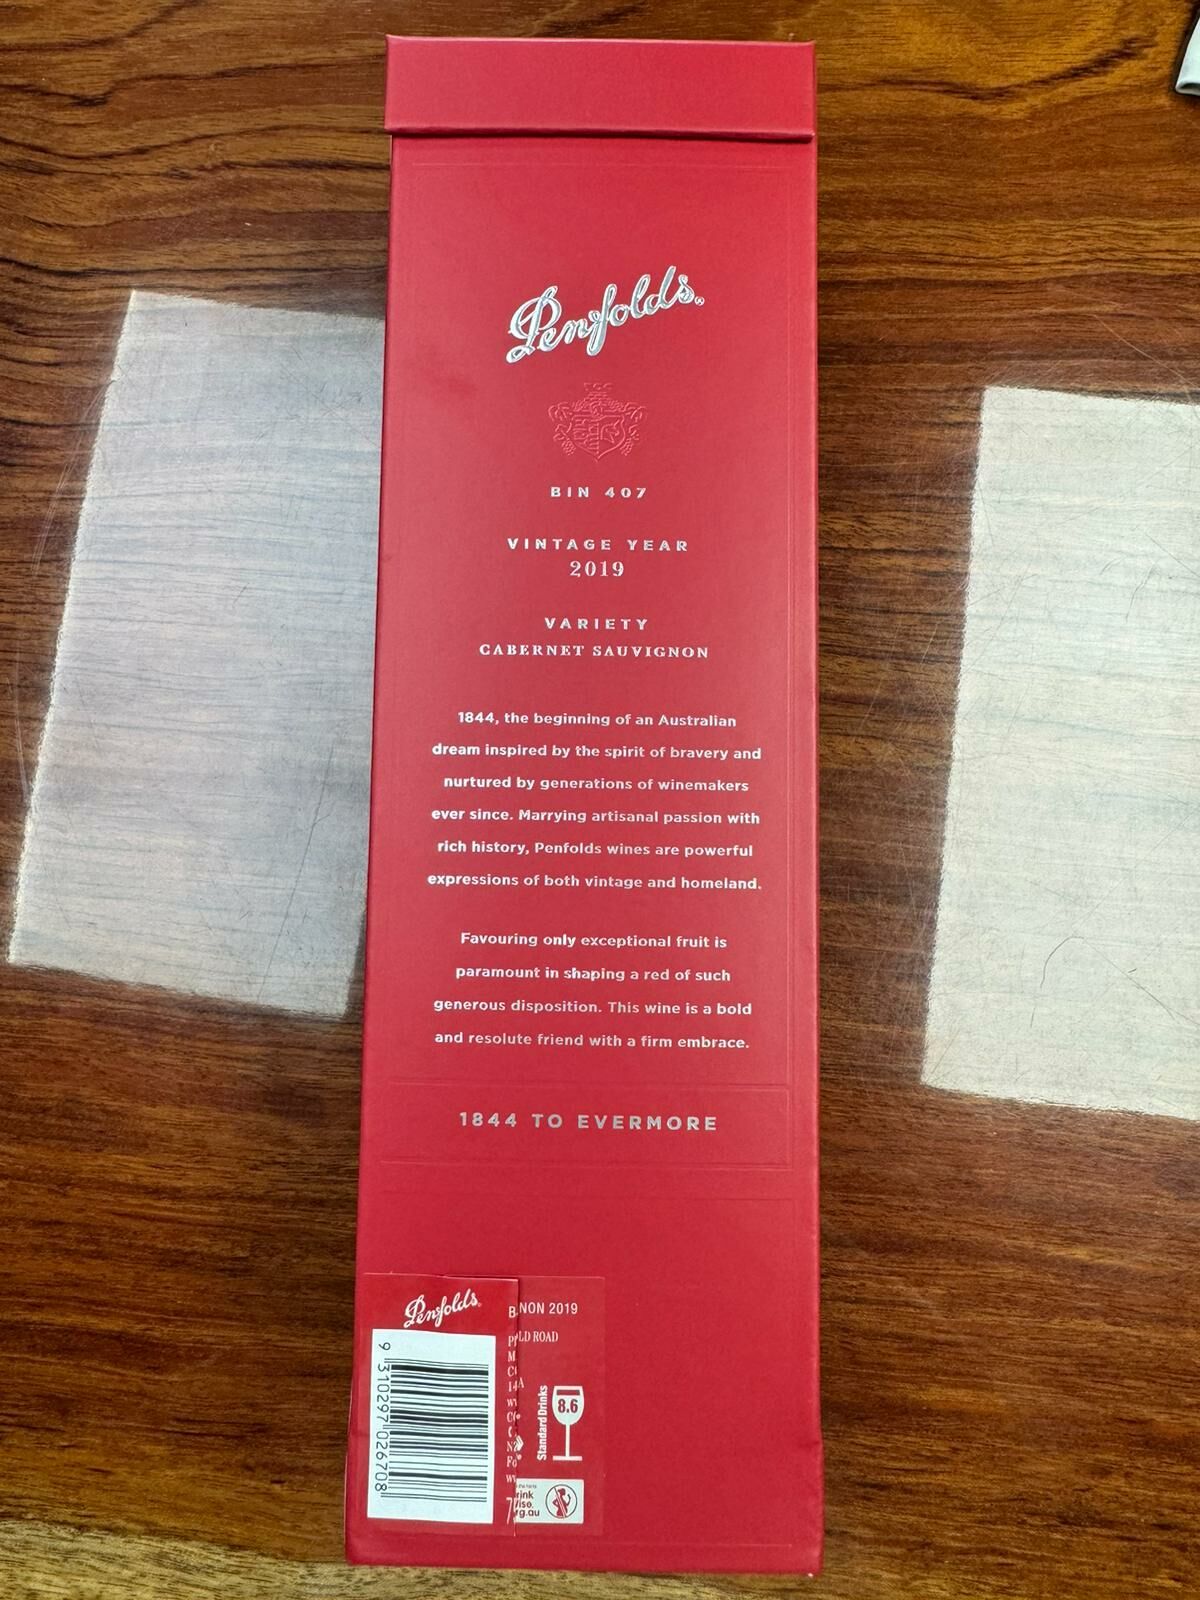 Penfolds®
BIN 407
VINTAGE YEAR
2019
VARIETY
CABERNET SAUVIGNON
1844, the beginning of an Australian
dream inspired by the spirit of bravery and
nurtured by generations of winemakers
ever since. Marrying artisanal passion with
rich history, Penfolds wines are powerful
expressions of both vintage and homeland.
Favouring only exceptional fruit is
paramount in shaping a red of such
generous disposition. This wine is a bold
and resolute friend with a firm embrace.
1844 TO EVERMORE
Penfolds®
9 310297 026708
NON 2019
LD ROAD
Standard Drinks
8.6
rg.au